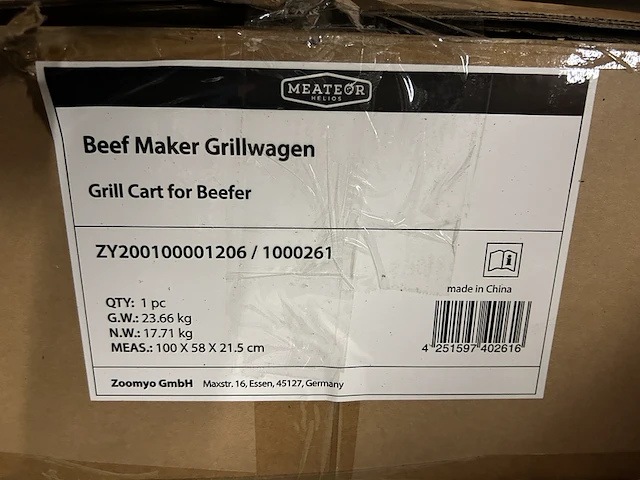 MEATEOR
HELIOS
Beef Maker Grillwagen
Grill Cart for Beefer
ZY200100001206 / 1000261
made in China
QTY: 1 pc
G.W.: 23.66 kg
N.W.: 17.71 kg
MEAS.: 100 X 58 X 21.5 cm
4 251597 402616
Zoomyo GmbH Maxstr. 16, Essen, 45127, Germany